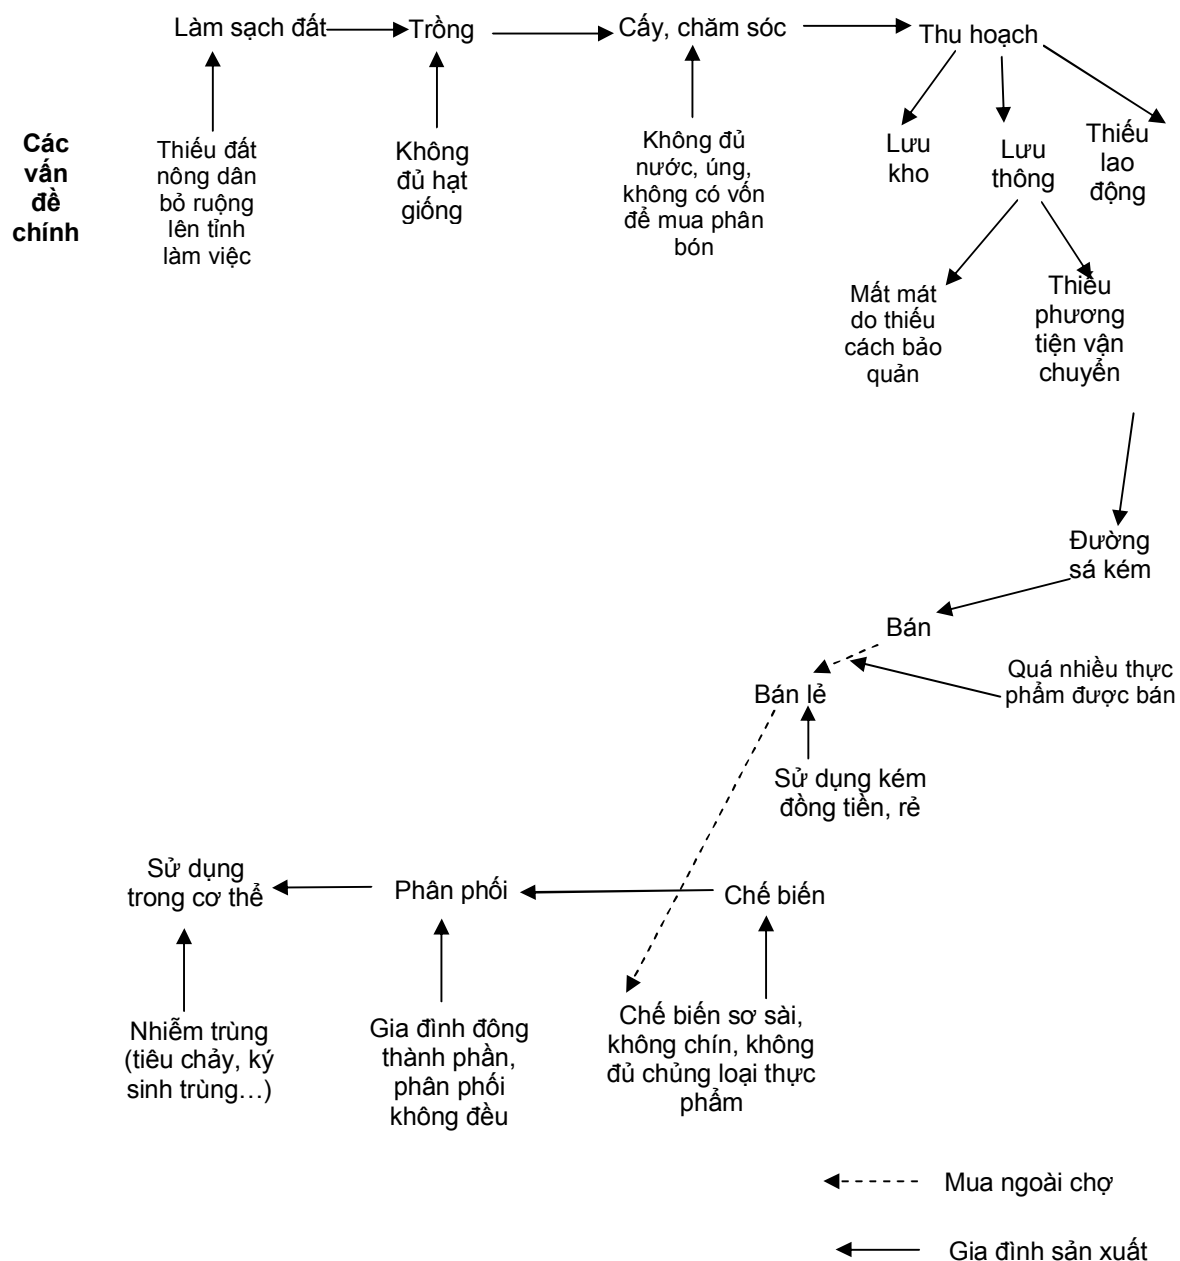 Làm sạch đất
Trồng
Cấy, chăm sóc
Thu hoạch
Các
vấn
đề
chính
Thiếu đất
nông dân
bỏ ruộng
lên tỉnh
làm việc
Không
đủ hạt
giống
Không đủ
nước, úng,
không có vốn
để mua phân
bón
Lưu
kho
Lưu
thông
Thiếu
lao
động
Mất mát
do thiếu
cách bảo
quản
Thiếu
phương
tiện vận
chuyển
Đường
sá kém
Bán
Quá nhiều thực
phẩm được bán
Bán lẻ
Sử dụng kém
đồng tiền, rẻ
Sử dụng
trong cơ thể
Phân phối
Chế biến
Nhiễm trùng
(tiêu chảy, ký
sinh trùng…)
Gia đình đông
thành phần,
phân phối
không đều
Chế biến sơ sài,
không chín, không
đủ chủng loại thực
phẩm
Mua ngoài chợ
Gia đình sản xuất